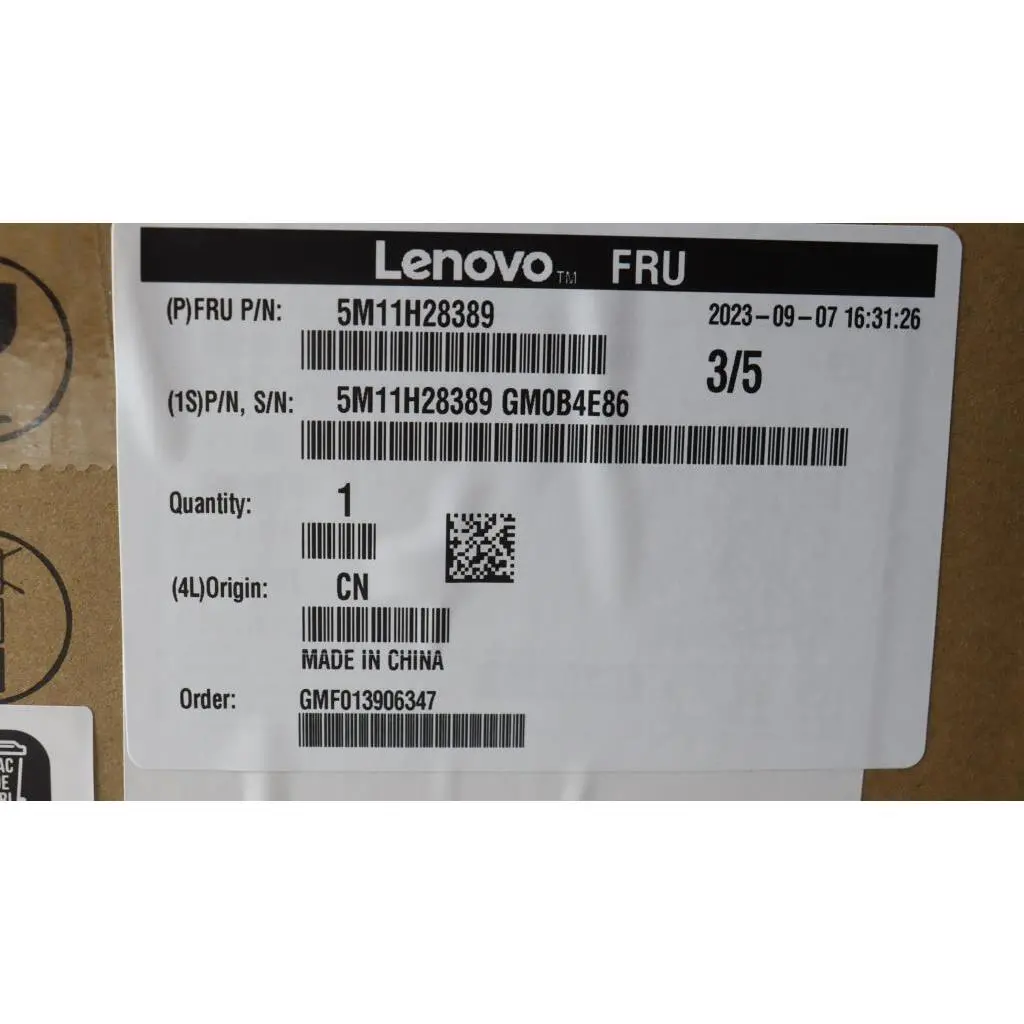 Lenovo™ FRU
(P)FRU P/N: 5M11H28389 2023-09-07 16:31:26
3/5
(1S)P/N, S/N: 5M11H28389 GM0B4E86
Quantity: 1
(4L)Origin: CN
MADE IN CHINA
Order: GMF013906347